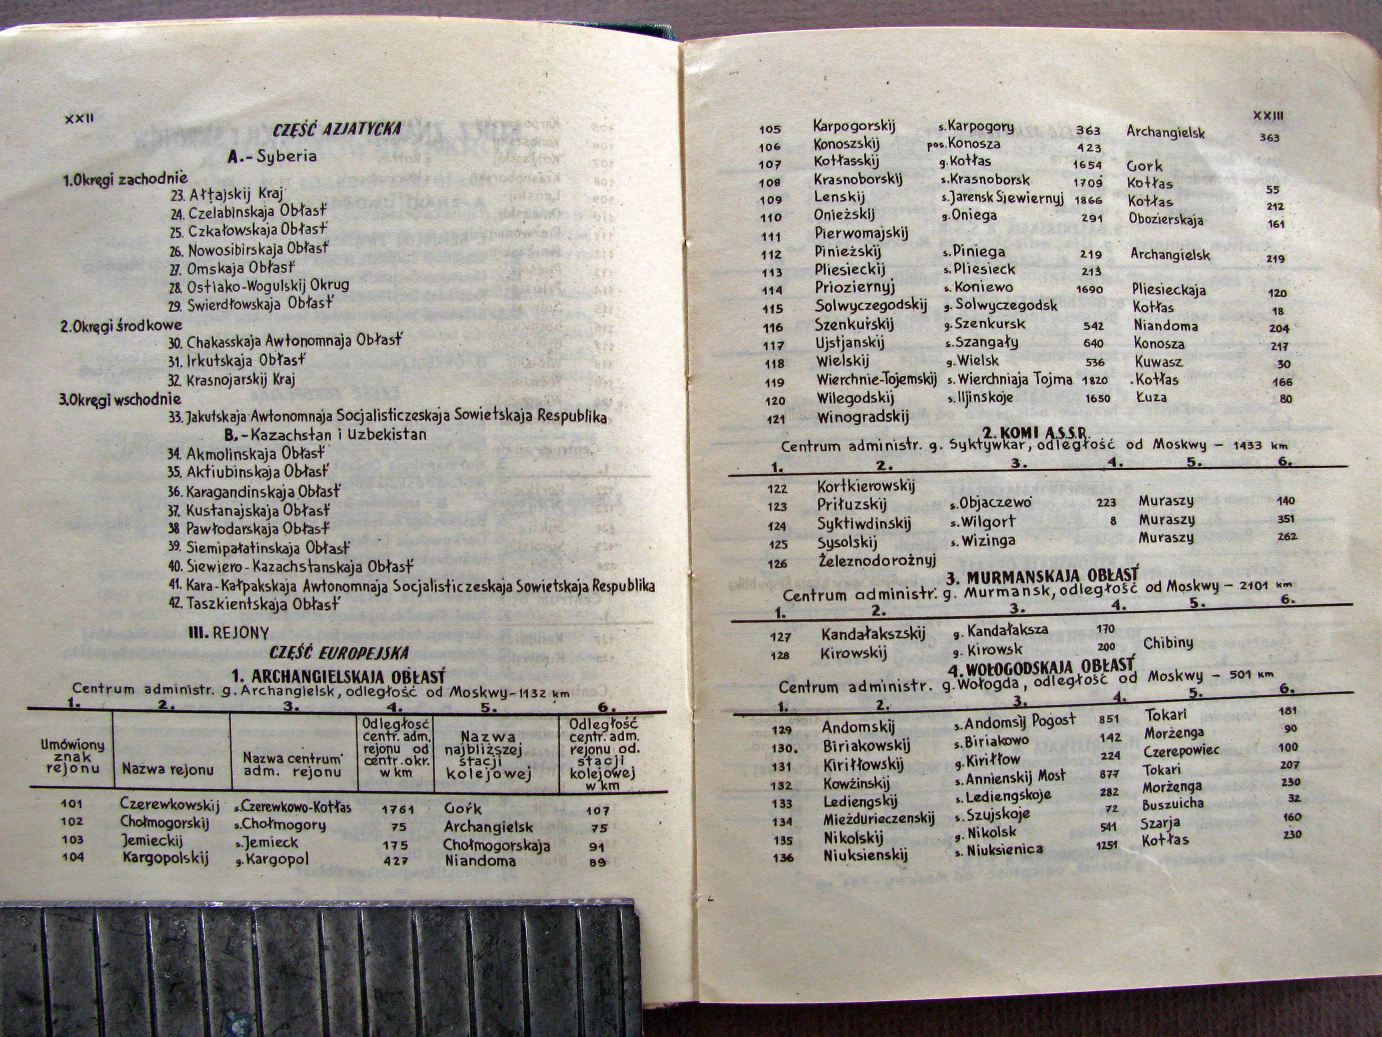 XXII
CZĘŚĆ AZJATYCKA
A.- Syberia
1.Okręgi zachodnie
23. Ałtajskij Kraj
24. Czelabinskaja Obłast'
25. Czkałowskaja Obłast'
26. Nowosibirskaja Obłast'
27. Omskaja Obłast'
28. Ostiako-Wogulskij Okrug
29. Swierdłowskaja Obłast'
2.Okręgi środkowe
30. Chakasskaja Awtonomnaja Obłast'
31. Irkutskaja Obłast'
32. Krasnojarskij Kraj
3.Okręgi wschodnie
33. Jakutskaja Awtonomnaja Socjalisticzeskaja Sowietskaja Respublika
B.- Kazachstan i Uzbekistan
34. Akmolinskaja Obłast'
35. Aktiubinskaja Obłast'
36. Karagandinskaja Obłast'
37. Kustanajskaja Obłast'
38 Pawłodarskaja Obłast'
39. Siemipałatinskaja Obłast'
40. Siewiero-Kazachstanskaja Obłast'
41. Kara-Kałpakskaja Awtonomnaja Socjalisticzeskaja Sowietskaja Respublika
42. Taszkientskaja Obłast'
III. REJONY
CZĘŚĆ EUROPEJSKA
1. ARCHANGIELSKAJA OBŁAST
Centrum administr. g. Archangielsk, odległość od Moskwy-1132 km
1. 2. 3. 4. 5. 6.
Umówiony znak rejonu Nazwa rejonu Nazwa centrum adm. rejonu Odległość centr. adm. rejonu od centr. okr. w km Nazwa najbliższej stacji kolejowej Odległość centr. adm. rejonu od. stacji kolejowej w km
101 Czerewkowskij s.Czerewkowo-Kotłas 1761 Gork 107
102 Chołmogorskij s.Chołmogory 75 Archangielsk 75
103 Jemieckij s.Jemieck 175 Chołmogorskaja 91
104 Kargopolskij g.Kargopol 427 Niandoma 89
XXIII
105 Karpogorskij s.Karpogory 363 Archangielsk 363
106 Konoszskij pos.Konosza 423
107 Kotłasskij g.Kotłas 1654 Gork
108 Krasnoborskij s.Krasnoborsk 1709 Kotłas 55
109 Lenskij s.Jarensk Siewiernyj 1866 Kotłas 212
110 Onieżskij g.Oniega 291 Obozierskaja 161
111 Pierwomajskij
112 Pinieżskij s.Piniega 219 Archangielsk 219
113 Pliesieckij s.Pliesieck 213
114 Prioziernyj s.Koniewo 1690 Pliesieckaja 120
115 Solwyczegodskij g.Solwyczegodsk Kotłas 18
116 Szenkurskij g.Szenkursk 542 Niandoma 204
117 Ujstjanskij s.Szangały 640 Konosza 217
118 Wielskij g.Wielsk 536 Kuwasz 30
119 Wierchnie-Tojemskij s.Wierchniaja Tojma 1820 Kotłas 166
120 Wilegodskij s.Iljinskoje 1650 Łuza 80
121 Winogradskij
2. KOMI A.S.S.R.
Centrum administr. g. Syktywkar, odległość od Moskwy - 1433 km
1. 2. 3. 4. 5. 6.
122 Kortkierowskij
123 Priłuzskij s.Objaczewo 223 Muraszy 140
124 Syktiwdinskij s.Wilgort 8 Muraszy 351
125 Sysolskij s.Wizinga Muraszy 262
126 Żeleznodorożnyj
3. MURMANSKAJA OBŁAST'
Centrum administr. g. Murmansk, odległość od Moskwy - 2101 km
1. 2. 3. 4. 5. 6.
127 Kandałakszskij g. Kandałaksza 170
128 Kirowskij g. Kirowsk 200 Chibiny
4. WOŁOGODSKAJA OBŁAST'
Centrum administr. g. Wołogda, odległość od Moskwy - 501 km
1. 2. 3. 4. 5. 6.
129 Andomskij s.Andomsij Pogost 851 Tokari 181
130. Biriakowskij s.Biriakowo 142 Morżenga 90
131 Kiriłłowskij g.Kiriłłow 224 Czerepowiec 100
132 Kowżinskij s.Annienskij Most 877 Tokari 207
133 Lediengskij s.Lediengskoje 282 Morżenga 230
134 Mieżdurieczenskij s.Szujskoje 72 Buszuicha 32
135 Nikolskij g.Nikolsk 541 Szarja 160
136 Niuksienskij s.Niuksienica 1251 Kotłas 230